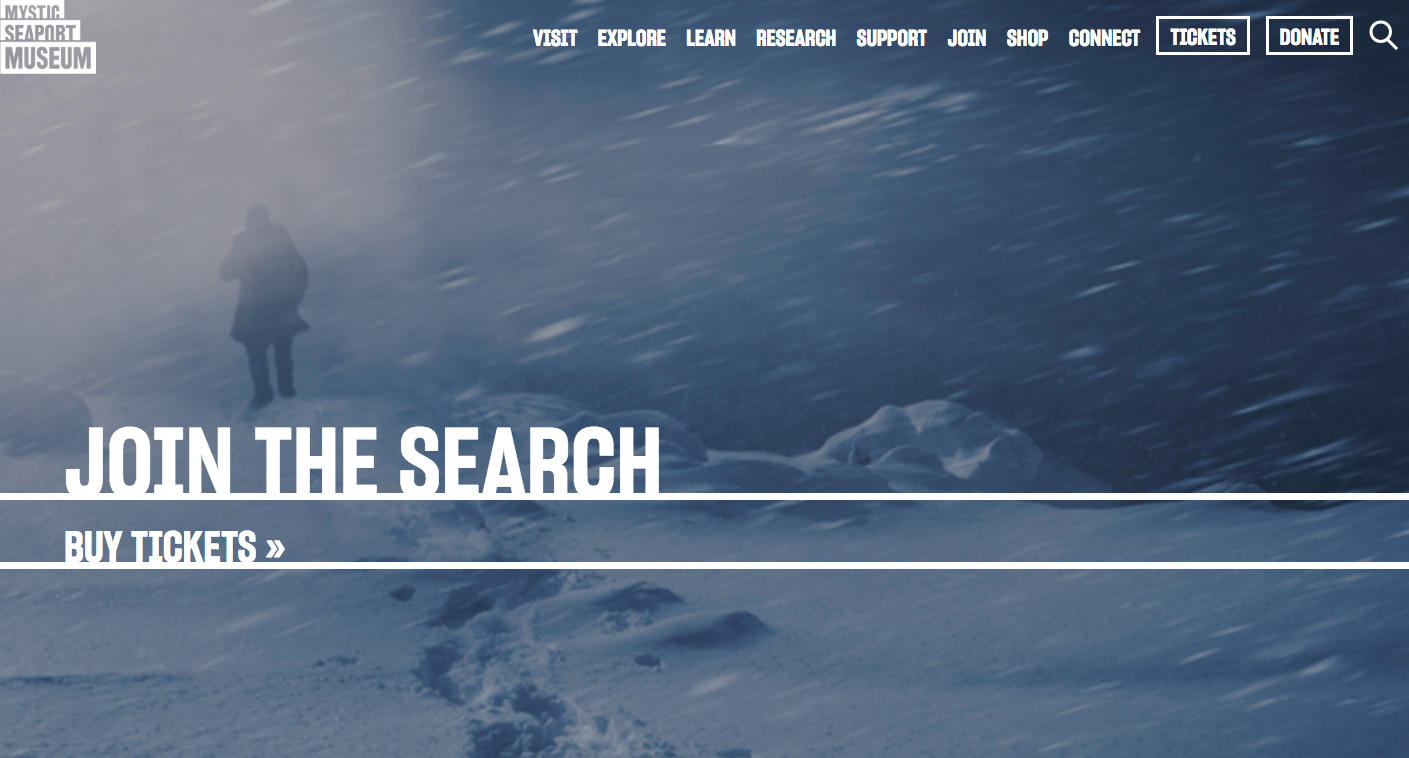 MYSTIC
SEAPORT
MUSEUM
VISIT EXPLORE LEARN RESEARCH SUPPORT JOIN SHOP CONNECT TICKETS DONATE
JOIN THE SEARCH
BUY TICKETS »